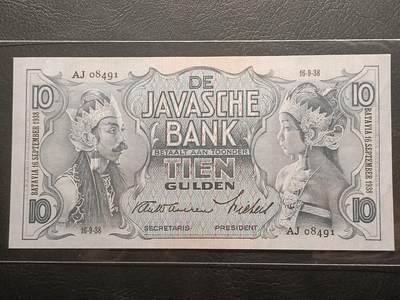 AJ 08491
DE
16-9-38
10
JAVASCHE
10
BANK
BETAALT AAN TOONDER
TIEN
GULDEN
BATAVIA 16 SEPTEMBER 1938
BATAVIA 16 SEPTEMBER 1938
10
10
16-9-38
SECRETARIS
PRESIDENT
AJ 08491